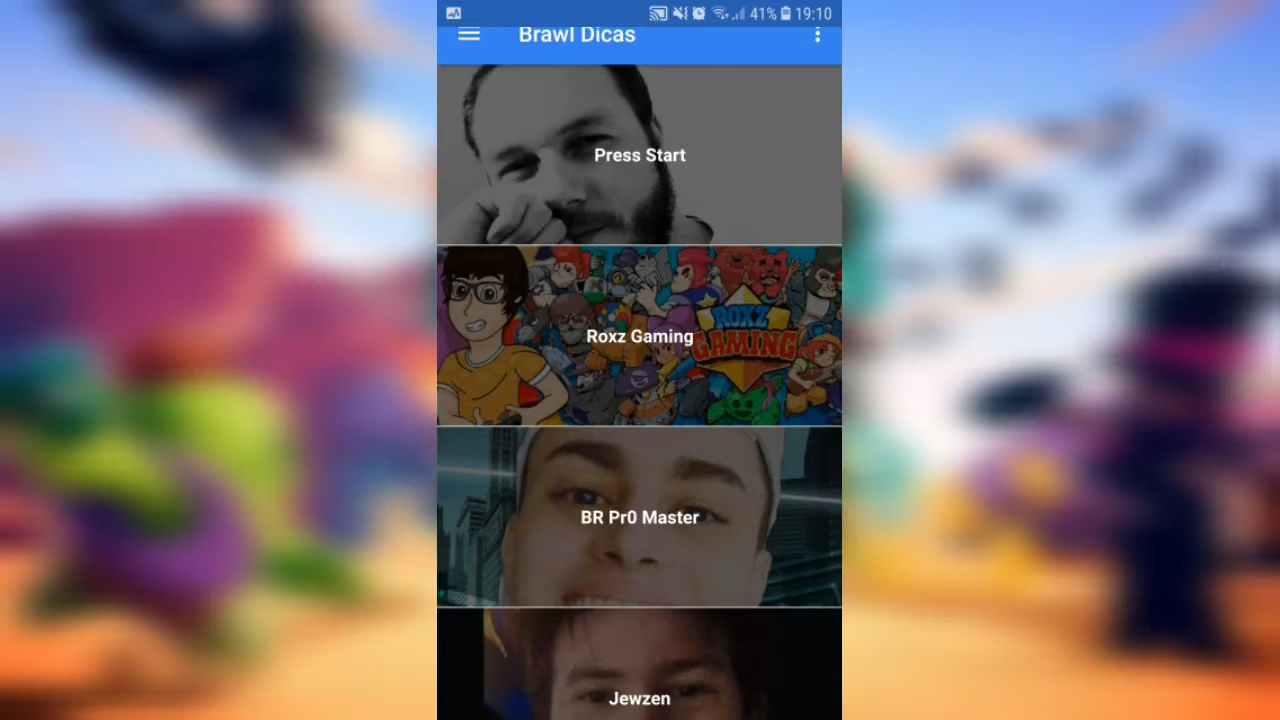 41% 19:10
Brawl Dicas
Press Start
Roxz Gaming
ROXZ
GAMING
BR Pr0 Master
Jewzen